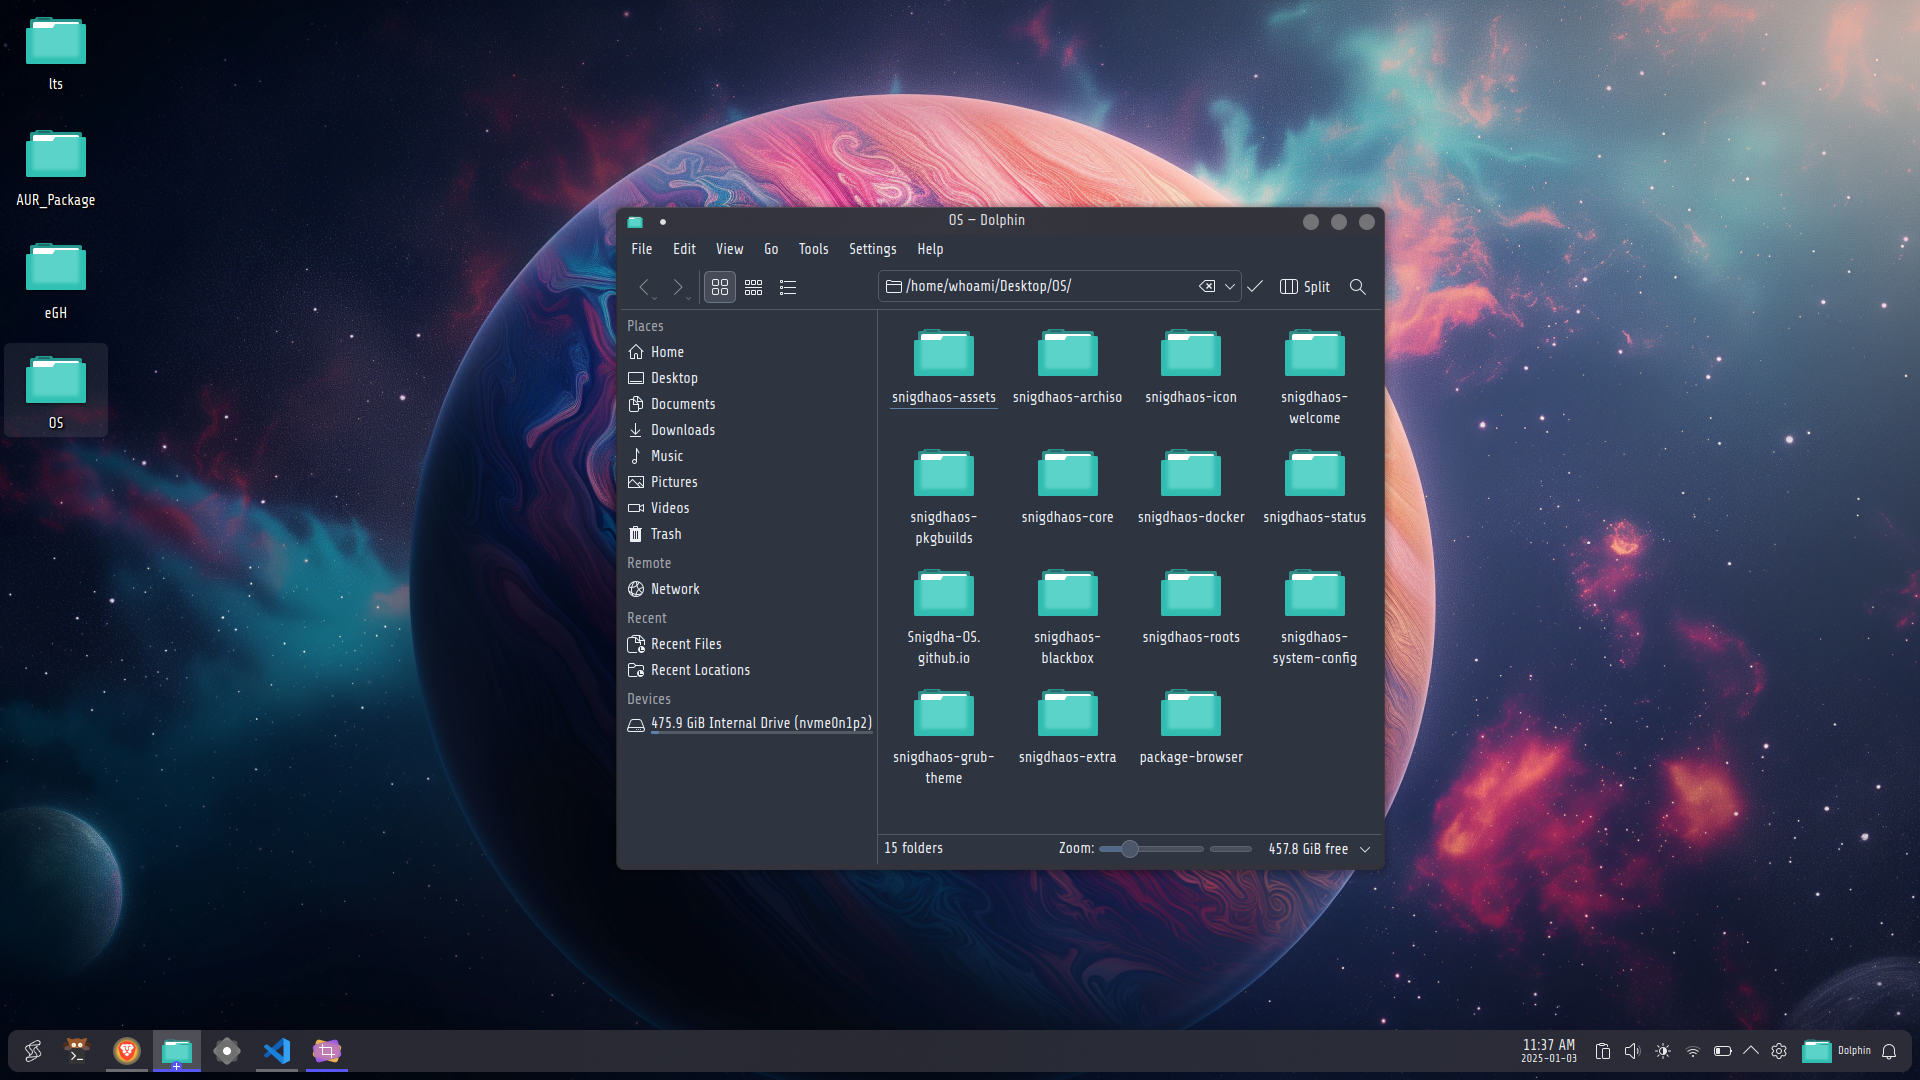 lts
AUR_Package
eGH
OS
OS — Dolphin
File Edit View Go Tools Settings Help
/home/whoami/Desktop/OS/
Split
Places
Home
Desktop
Documents
Downloads
Music
Pictures
Videos
Trash
Remote
Network
Recent
Recent Files
Recent Locations
Devices
475.9 GiB Internal Drive (nvme0n1p2)
snigdhaos-assets
snigdhaos-archiso
snigdhaos-icon
snigdhaos-
welcome
snigdhaos-
pkgbuilds
snigdhaos-core
snigdhaos-docker
snigdhaos-status
Snigdha-OS.
github.io
snigdhaos-
blackbox
snigdhaos-roots
snigdhaos-
system-config
snigdhaos-grub-
theme
snigdhaos-extra
package-browser
15 folders
Zoom:
457.8 GiB free
11:37 AM
2025-01-03
Dolphin